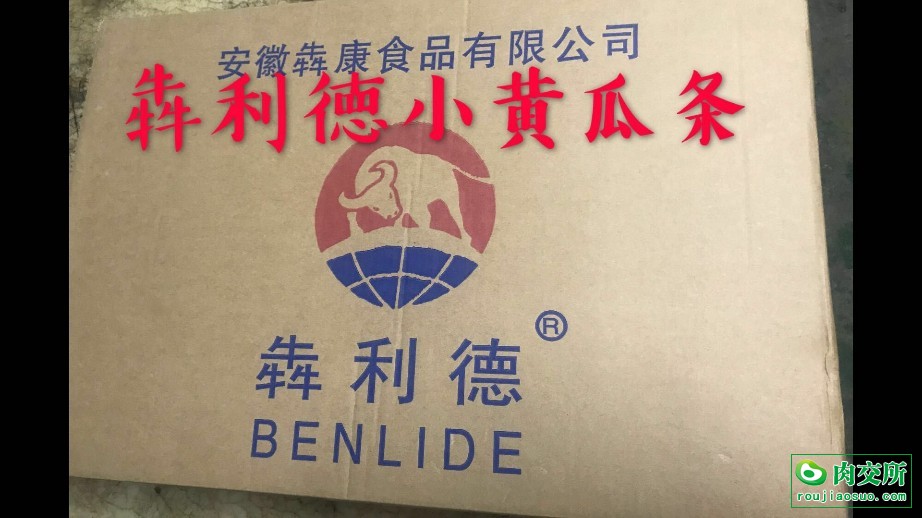 安徽犇康食品有限公司
犇利德小黄瓜条
犇利德®
BENLIDE
肉交所
roujiaosuo.com